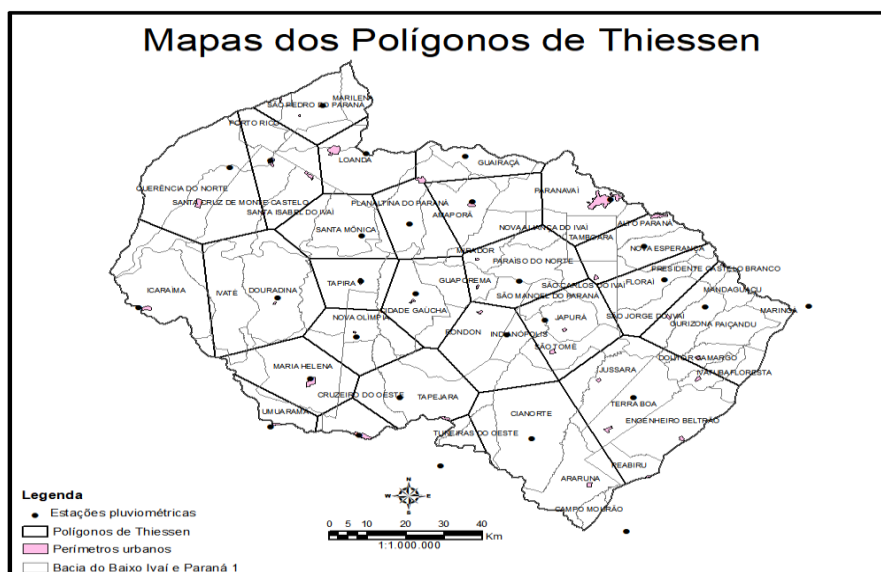 Mapas dos Polígonos de Thiessen
MARILENA
SÃO PEDRO DO PARANÁ
PORTO RICO
LOANDA
GUAIRAÇA
QUERÊNCIA DO NORTE
PARANAVAÍ
SANTA CRUZ DE MONTE CASTELO
PLANALTINA DO PARANÁ
SANTA ISABEL DO IVAÍ
AMAPORÃ
ALTO PARANÁ
SANTA MÔNICA
NOVA ALIANÇA DO IVAÍ
TAMBOARA
NOVA ESPERANÇA
MIRADOR
PARAÍSO DO NORTE
PRESIDENTE CASTELO BRANCO
ICARAÍMA
IVATÉ
DOURADINA
TAPIRA
GUAPOREMA
SÃO CARLOS DO IVAÍ
FLORAÍ
MANDAGUAÇU
SÃO MANOEL DO PARANÁ
MARINGÁ
CIDADE GAUCHA
NOVA OLÍMPIA
JAPURÁ
SÃO JORGE DO IVAÍ
OURIZONA
PAIÇANDU
RONDON
INDIANÓPOLIS
SÃO TOMÉ
DOUTOR CAMARGO
MARIA HELENA
JUSSARA
IVATUBA
FLORESTA
CRUZEIRO DO OESTE
TAPEJARA
TERRA BOA
UMUARAMA
CIANORTE
ENGENHEIRO BELTRÃO
TUNEIRAS DO OESTE
PEABIRU
ARARUNA
CAMPO MOURÃO
Legenda
Estações pluviométricas
Polígonos de Thiessen
Perímetros urbanos
Bacia do Baixo Ivaí e Paraná 1
N
W E
S
0 5 10 20 30 40
Km
1:1.000.000